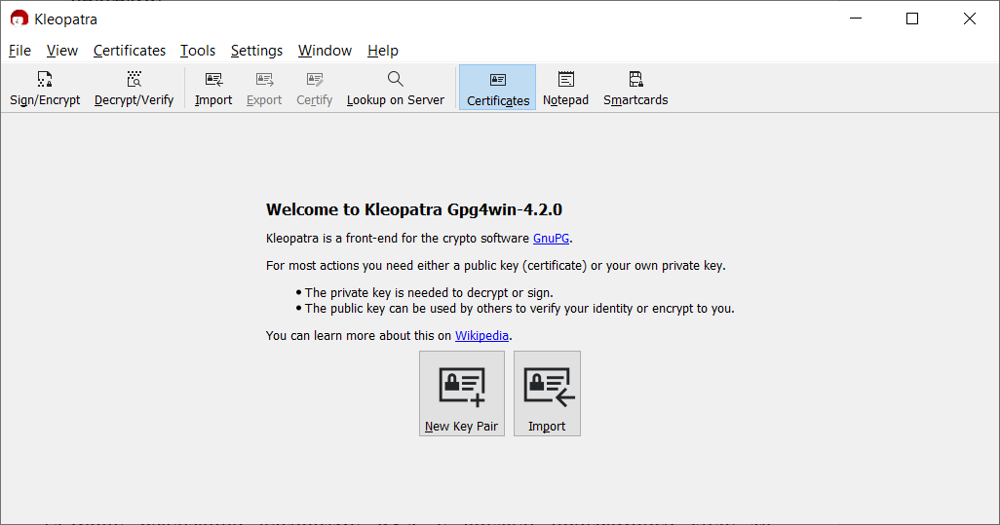 Kleopatra
File View Certificates Tools Settings Window Help
Sign/Encrypt Decrypt/Verify Import Export Certify Lookup on Server Certificates Notepad Smartcards
Welcome to Kleopatra Gpg4win-4.2.0
Kleopatra is a front-end for the crypto software GnuPG.
For most actions you need either a public key (certificate) or your own private key.
• The private key is needed to decrypt or sign.
• The public key can be used by others to verify your identity or encrypt to you.
You can learn more about this on Wikipedia.
New Key Pair Import